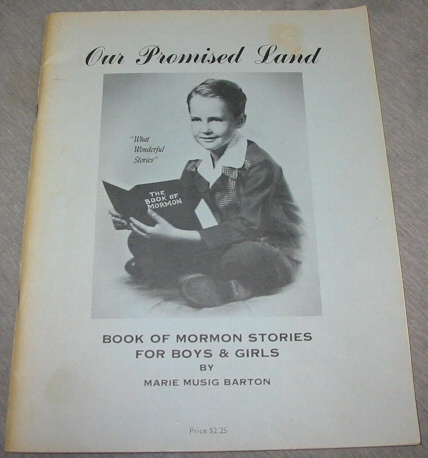 Our Promised Land
"What
Wonderful
Stories"
THE
BOOK OF
MORMON
BOOK OF MORMON STORIES
FOR BOYS & GIRLS
BY
MARIE MUSIG BARTON
Price $2.25